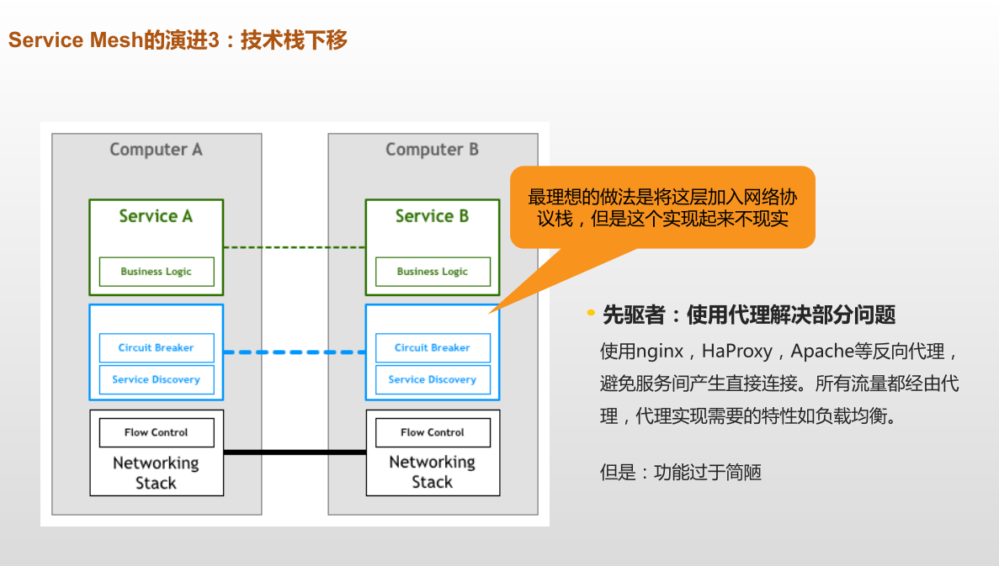 Service Mesh的演进3：技术栈下移
Computer A
Computer B
最理想的做法是将这层加入网络协
议栈，但是这个实现起来不现实
Service A
Service B
Business Logic
Business Logic
先驱者：使用代理解决部分问题
Circuit Breaker
Circuit Breaker
使用nginx，HaProxy，Apache等反向代理，
Service Discovery
Service Discovery
避免服务间产生直接连接。所有流量都经由代
理，代理实现需要的特性如负载均衡。
Flow Control
Flow Control
Networking
Stack
Networking
Stack
但是：功能过于简陋